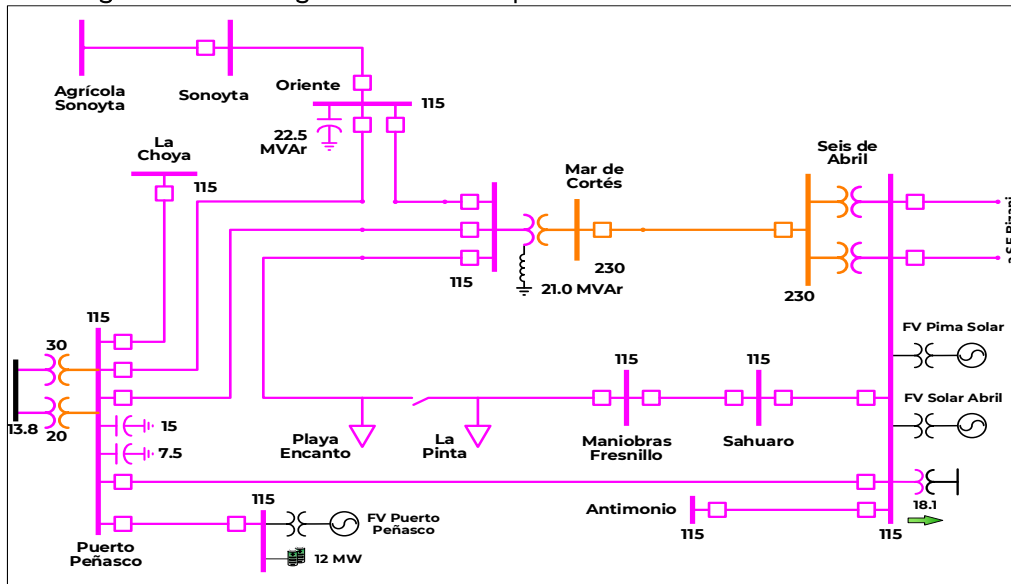 Agrícola
Sonoyta
Sonoyta
Oriente
115
22.5
MVAr
La
Choya
115
Mar de
Cortés
Seis de
Abril
115
230
21.0 MVAr
230
115
30
13.8
20
15
7.5
FV Pima Solar
FV Solar Abril
115
115
Playa
Encanto
La
Pinta
Maniobras
Fresnillo
Sahuaro
18.1
Antimonio
115
115
115
FV Puerto
Peñasco
12 MW
Puerto
Peñasco